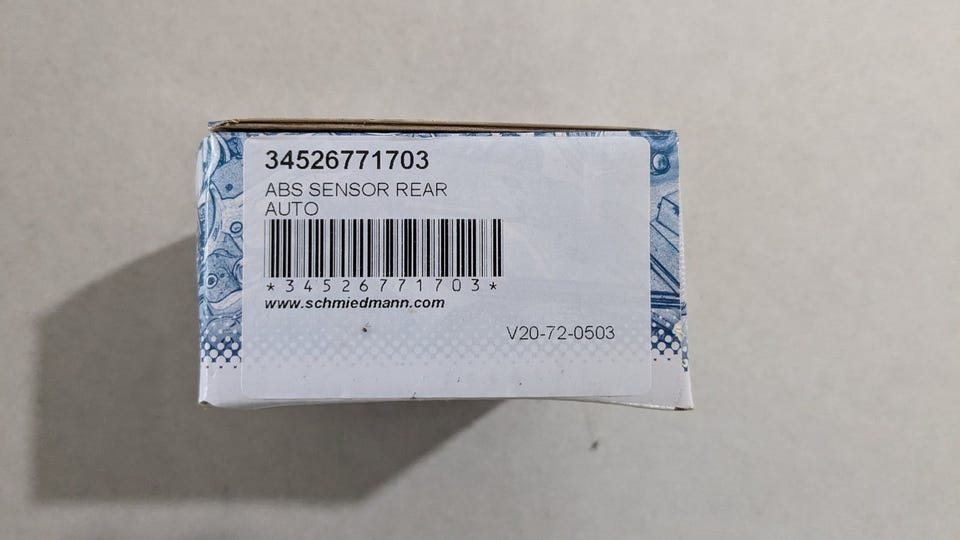 34526771703
ABS SENSOR REAR
AUTO
*34526771703*
www.schmiedmann.com
V20-72-0503